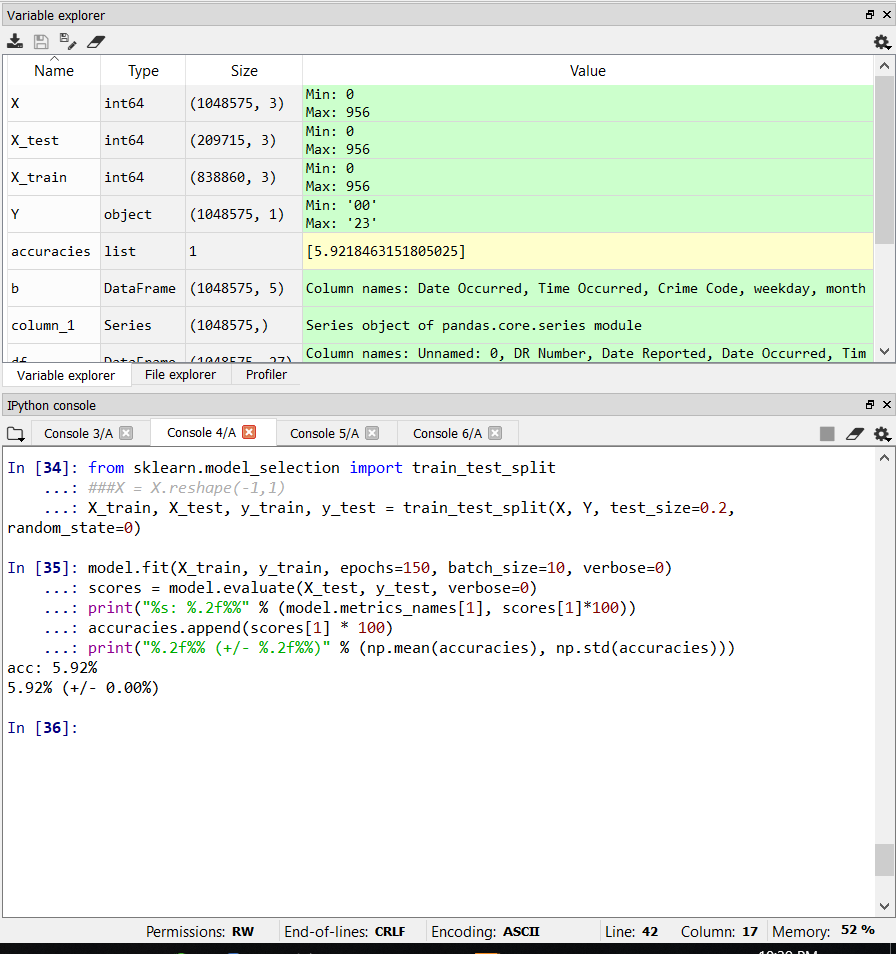 Variable explorer
Name Type Size Value
X int64 (1048575, 3) Min: 0
Max: 956
X_test int64 (209715, 3) Min: 0
Max: 956
X_train int64 (838860, 3) Min: 0
Max: 956
Y object (1048575, 1) Min: '00'
Max: '23'
accuracies list 1 [5.9218463151805025]
b DataFrame (1048575, 5) Column names: Date Occurred, Time Occurred, Crime Code, weekday, month
column_1 Series (1048575,) Series object of pandas.core.series module
df DataFrame (1048575, 27) Column names: Unnamed: 0, DR Number, Date Reported, Date Occurred, Tim
Variable explorer File explorer Profiler
IPython console
Console 3/A Console 4/A Console 5/A Console 6/A
In [34]: from sklearn.model_selection import train_test_split
...: ###X = X.reshape(-1,1)
...: X_train, X_test, y_train, y_test = train_test_split(X, Y, test_size=0.2,
random_state=0)
In [35]: model.fit(X_train, y_train, epochs=150, batch_size=10, verbose=0)
...: scores = model.evaluate(X_test, y_test, verbose=0)
...: print("%s: %.2f%%" % (model.metrics_names[1], scores[1]*100))
...: accuracies.append(scores[1] * 100)
...: print("%.2f%% (+/- %.2f%%)" % (np.mean(accuracies), np.std(accuracies)))
acc: 5.92%
5.92% (+/- 0.00%)
In [36]:
Permissions: RW End-of-lines: CRLF Encoding: ASCII Line: 42 Column: 17 Memory: 52 %